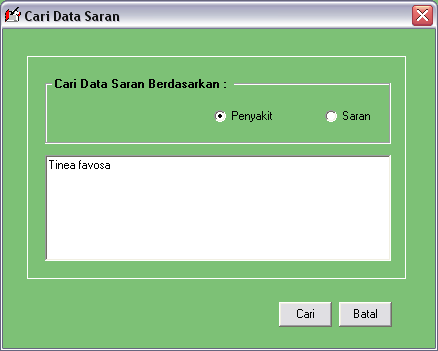 Cari Data Saran
Cari Data Saran Berdasarkan :
Penyakit Saran
Tinea favosa
Cari Batal